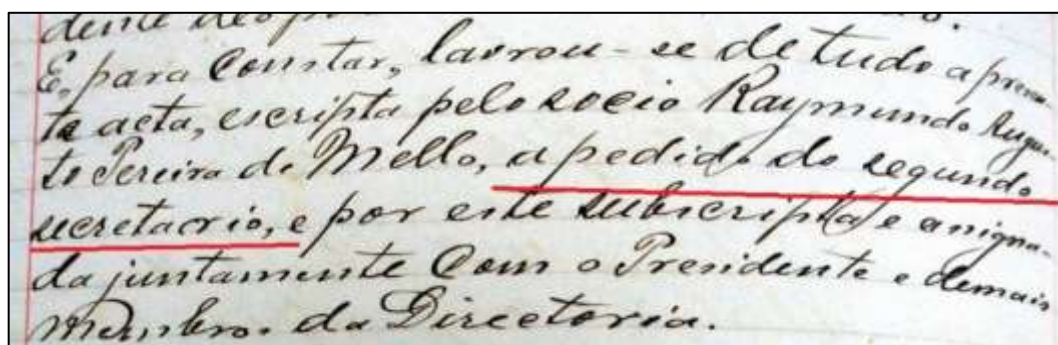 dente
E, para constar, lavrou-se de tudo a presen-
te acta, escripta pelo socio Raymundo Augus-
to Pereira de Mello, a pedido do segundo
secretario, e por este subscripta e assigna-
da juntamente com o Presidente e demais
membros da Directoria.